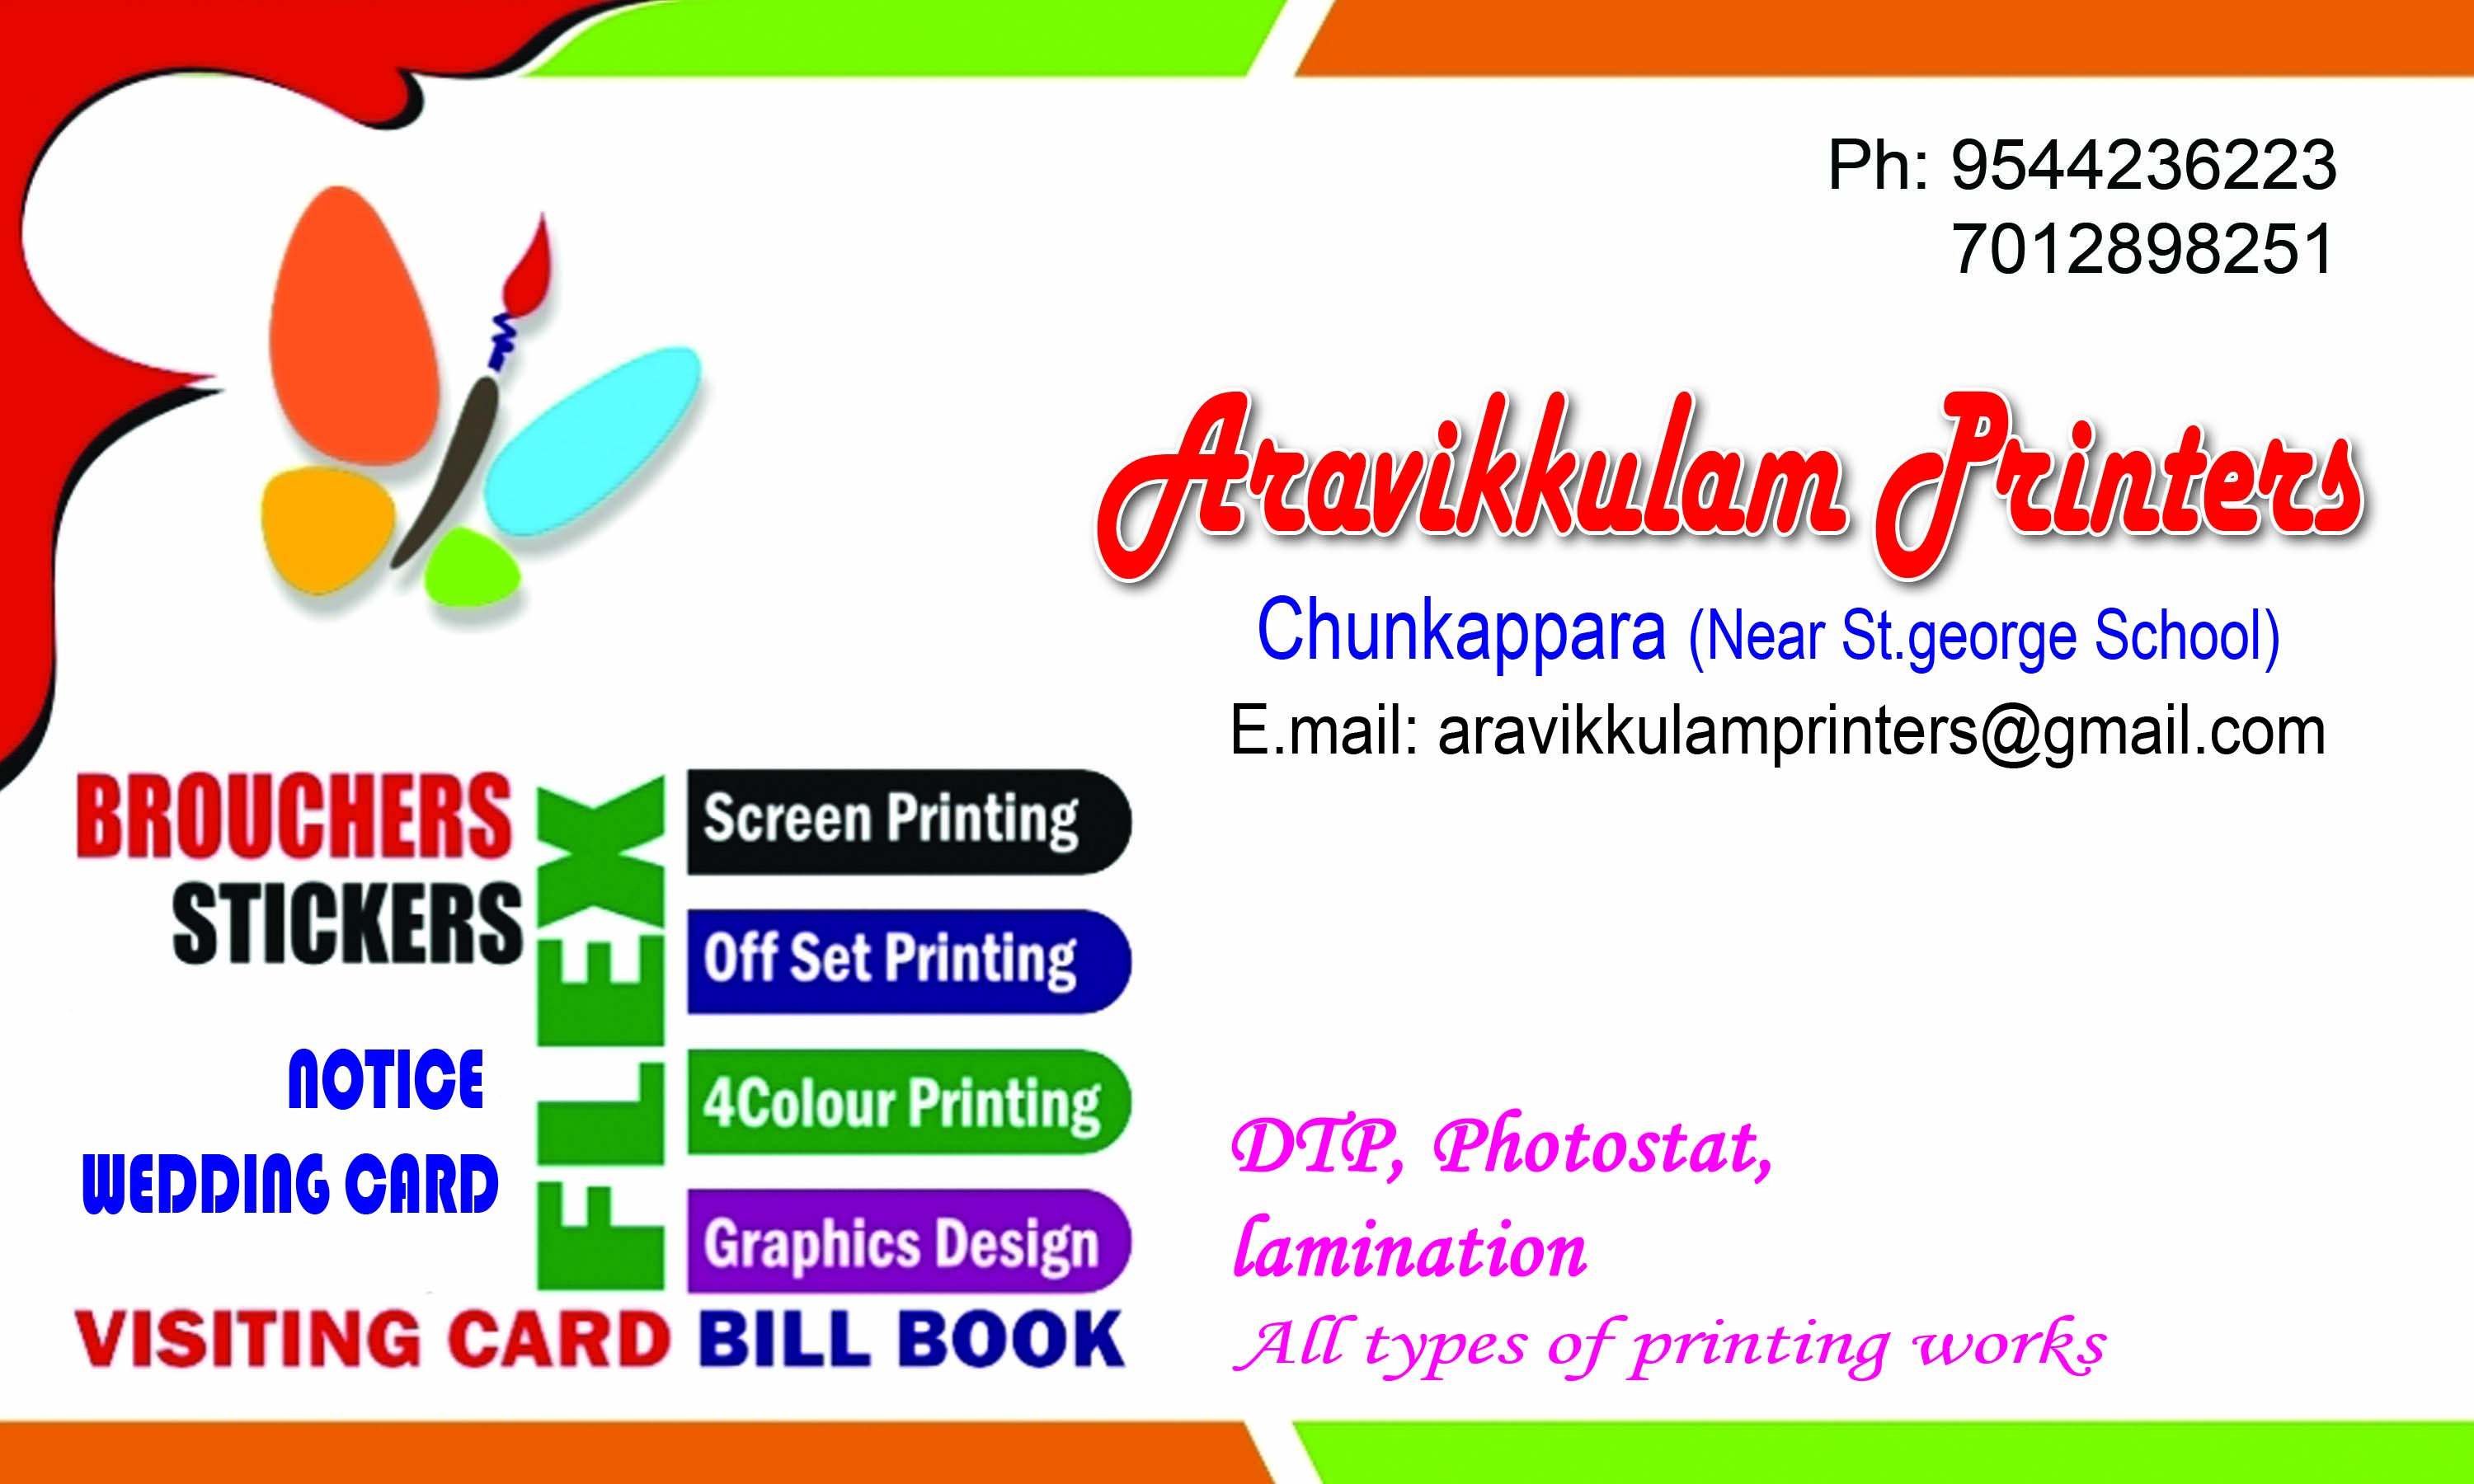 Ph: 9544236223
7012898251
Aravikkulam Printers
Chunkappara (Near St.george School)
E.mail: aravikkulamprinters@gmail.com
BROUCHERS
STICKERS
NOTICE
WEDDING CARD
FLEX
Screen Printing
Off Set Printing
4Colour Printing
Graphics Design
VISITING CARD BILL BOOK
DTP, Photostat,
lamination
All types of printing works